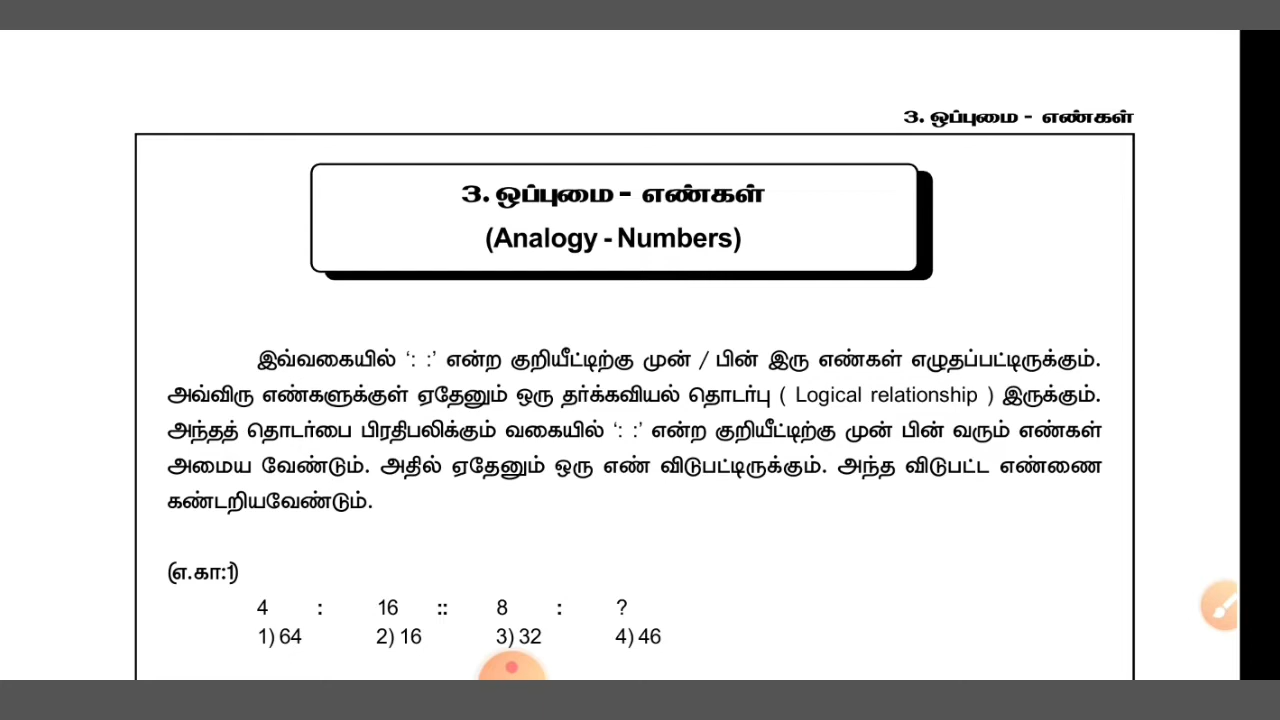 3. ஒப்புமை - எண்கள்
3. ஒப்புமை - எண்கள்
(Analogy - Numbers)
இவ்வகையில் ‘: :’ என்ற குறியீட்டிற்கு முன் / பின் இரு எண்கள் எழுதப்பட்டிருக்கும்.
அவ்விரு எண்களுக்குள் ஏதேனும் ஒரு தர்க்கவியல் தொடர்பு ( Logical relationship ) இருக்கும்.
அந்தத் தொடர்பை பிரதிபலிக்கும் வகையில் ‘: :’ என்ற குறியீட்டிற்கு முன் பின் வரும் எண்கள்
அமைய வேண்டும். அதில் ஏதேனும் ஒரு எண் விடுபட்டிருக்கும். அந்த விடுபட்ட எண்ணை
கண்டறியவேண்டும்.
(எ.கா:1)
4 : 16 :: 8 : ?
1) 64 2) 16 3) 32 4) 46